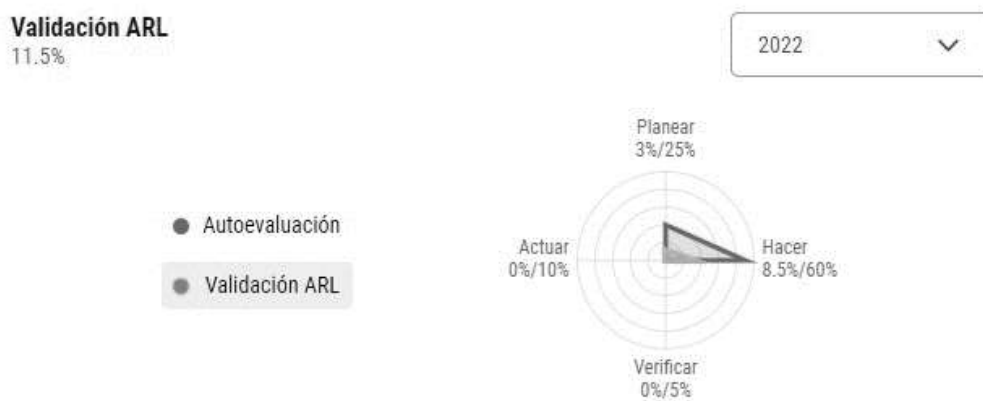 Validación ARL
11.5%
2022
Planear
3%/25%
Autoevaluación
Actuar
0%/10%
Hacer
8.5%/60%
Validación ARL
Verificar
0%/5%